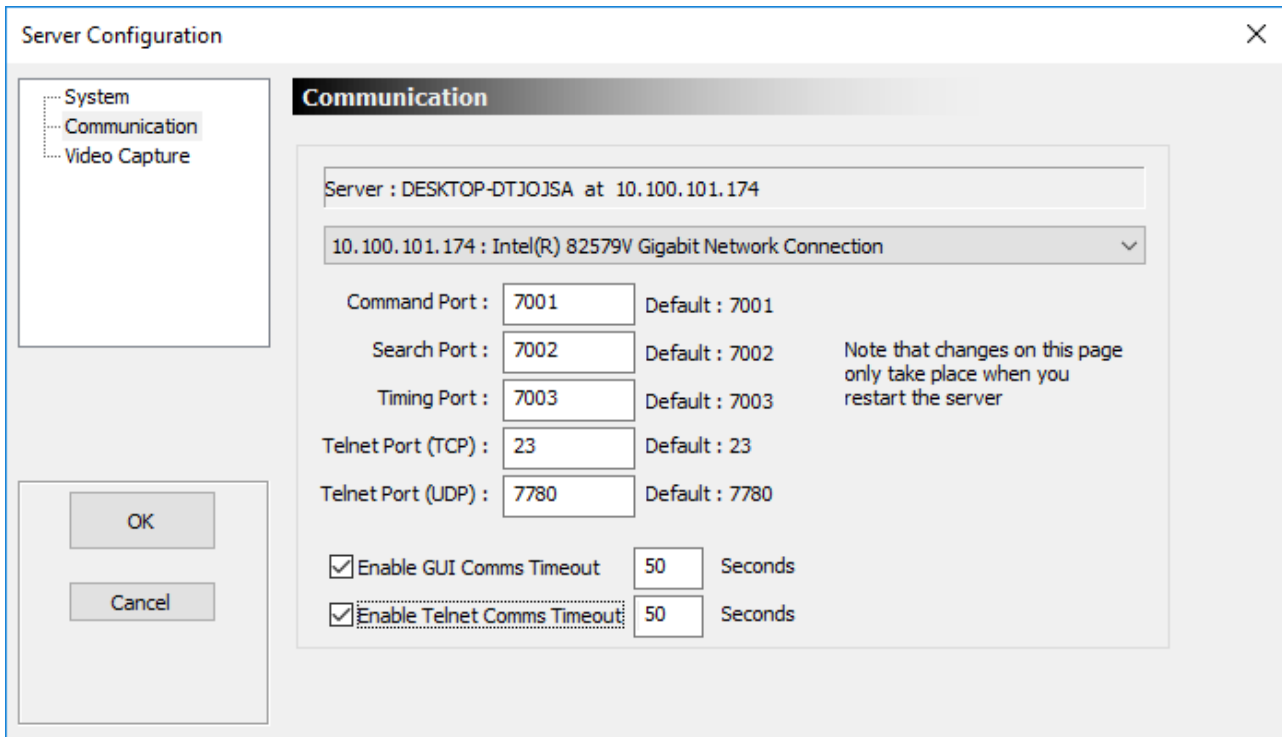 Server Configuration
System
Communication
Video Capture
Communication
Server : DESKTOP-DTJOJSA at 10.100.101.174
10.100.101.174 : Intel(R) 82579V Gigabit Network Connection
Command Port : 7001 Default : 7001
Search Port : 7002 Default : 7002
Timing Port : 7003 Default : 7003
Telnet Port (TCP) : 23 Default : 23
Telnet Port (UDP) : 7780 Default : 7780
Note that changes on this page
only take place when you
restart the server
Enable GUI Comms Timeout 50 Seconds
Enable Telnet Comms Timeout 50 Seconds
OK
Cancel